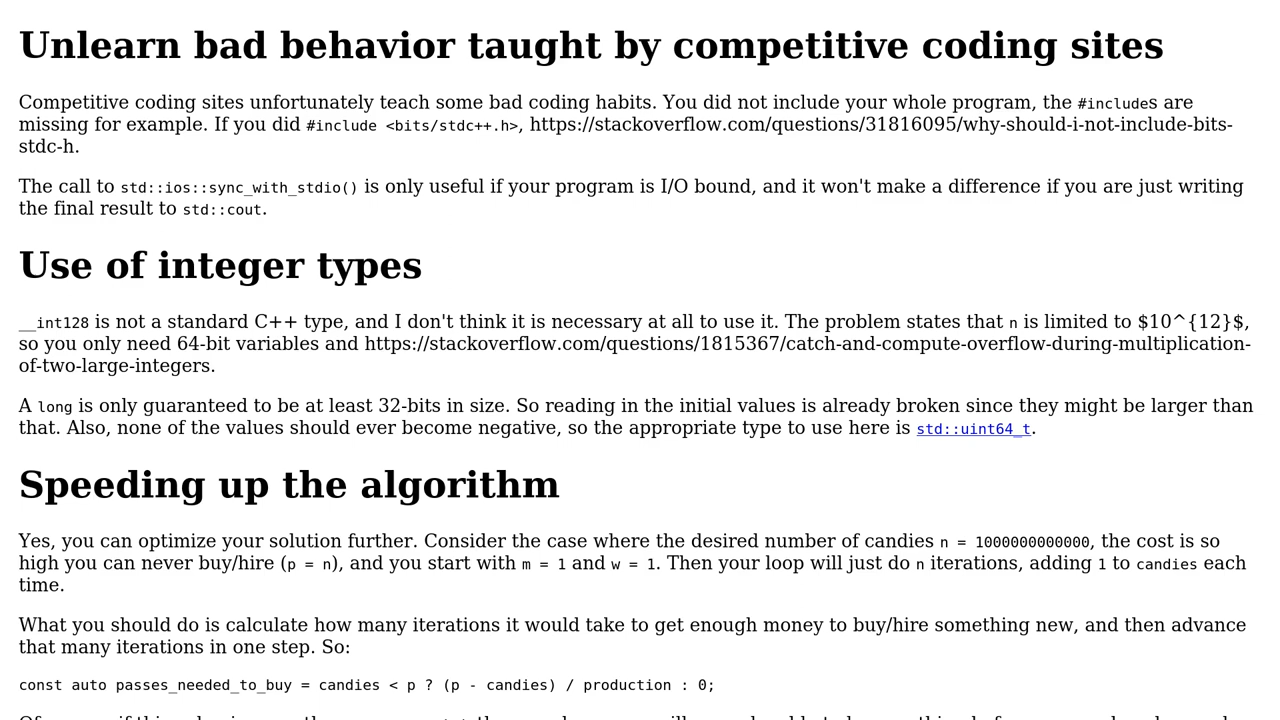 Unlearn bad behavior taught by competitive coding sites
Competitive coding sites unfortunately teach some bad coding habits. You did not include your whole program, the #includes are
missing for example. If you did #include <bits/stdc++.h>, https://stackoverflow.com/questions/31816095/why-should-i-not-include-bits-
stdc-h.
The call to std::ios::sync_with_stdio() is only useful if your program is I/O bound, and it won't make a difference if you are just writing
the final result to std::cout.
Use of integer types
__int128 is not a standard C++ type, and I don't think it is necessary at all to use it. The problem states that n is limited to $10^{12}$,
so you only need 64-bit variables and https://stackoverflow.com/questions/1815367/catch-and-compute-overflow-during-multiplication-
of-two-large-integers.
A long is only guaranteed to be at least 32-bits in size. So reading in the initial values is already broken since they might be larger than
that. Also, none of the values should ever become negative, so the appropriate type to use here is std::uint64_t.
Speeding up the algorithm
Yes, you can optimize your solution further. Consider the case where the desired number of candies n = 1000000000000, the cost is so
high you can never buy/hire (p = n), and you start with m = 1 and w = 1. Then your loop will just do n iterations, adding 1 to candies each
time.
What you should do is calculate how many iterations it would take to get enough money to buy/hire something new, and then advance
that many iterations in one step. So:
const auto passes_needed_to_buy = candies < p ? (p - candies) / production : 0;